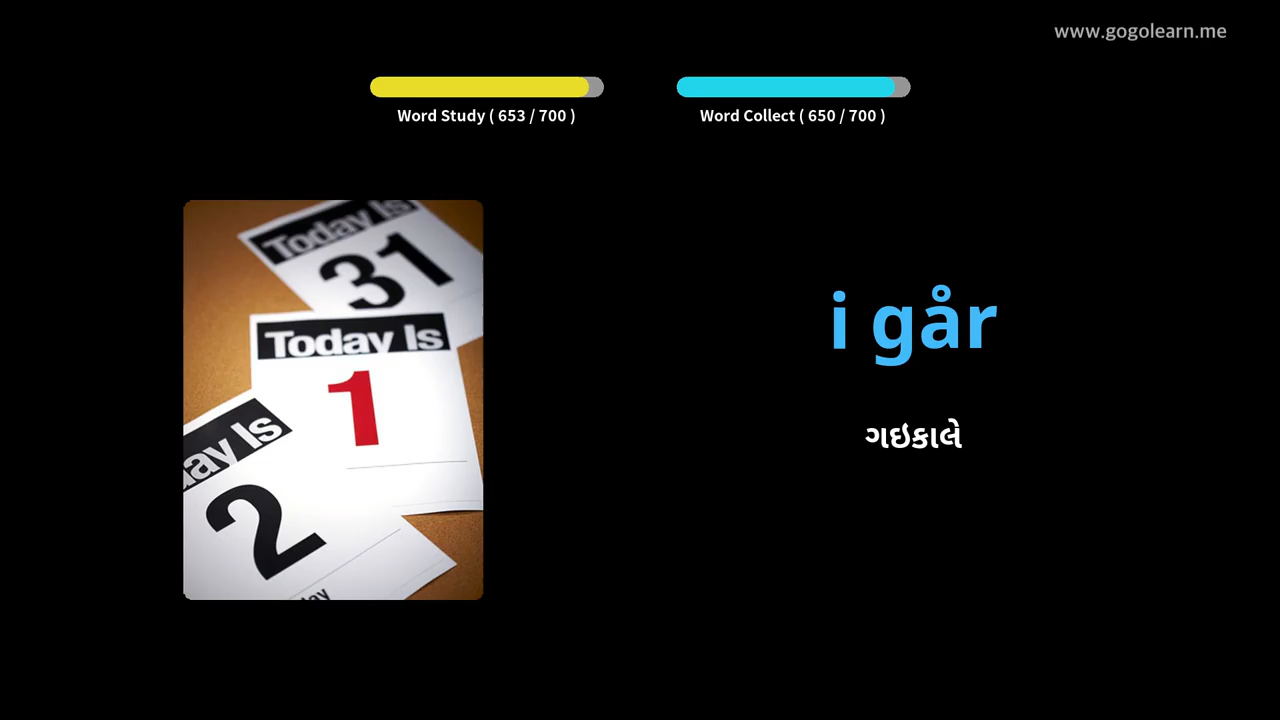 www.gogolearn.me
Word Study ( 653 / 700 )
Word Collect ( 650 / 700 )
Today Is
31
Today Is
1
ay Is
2
i går
ગઇકાલે